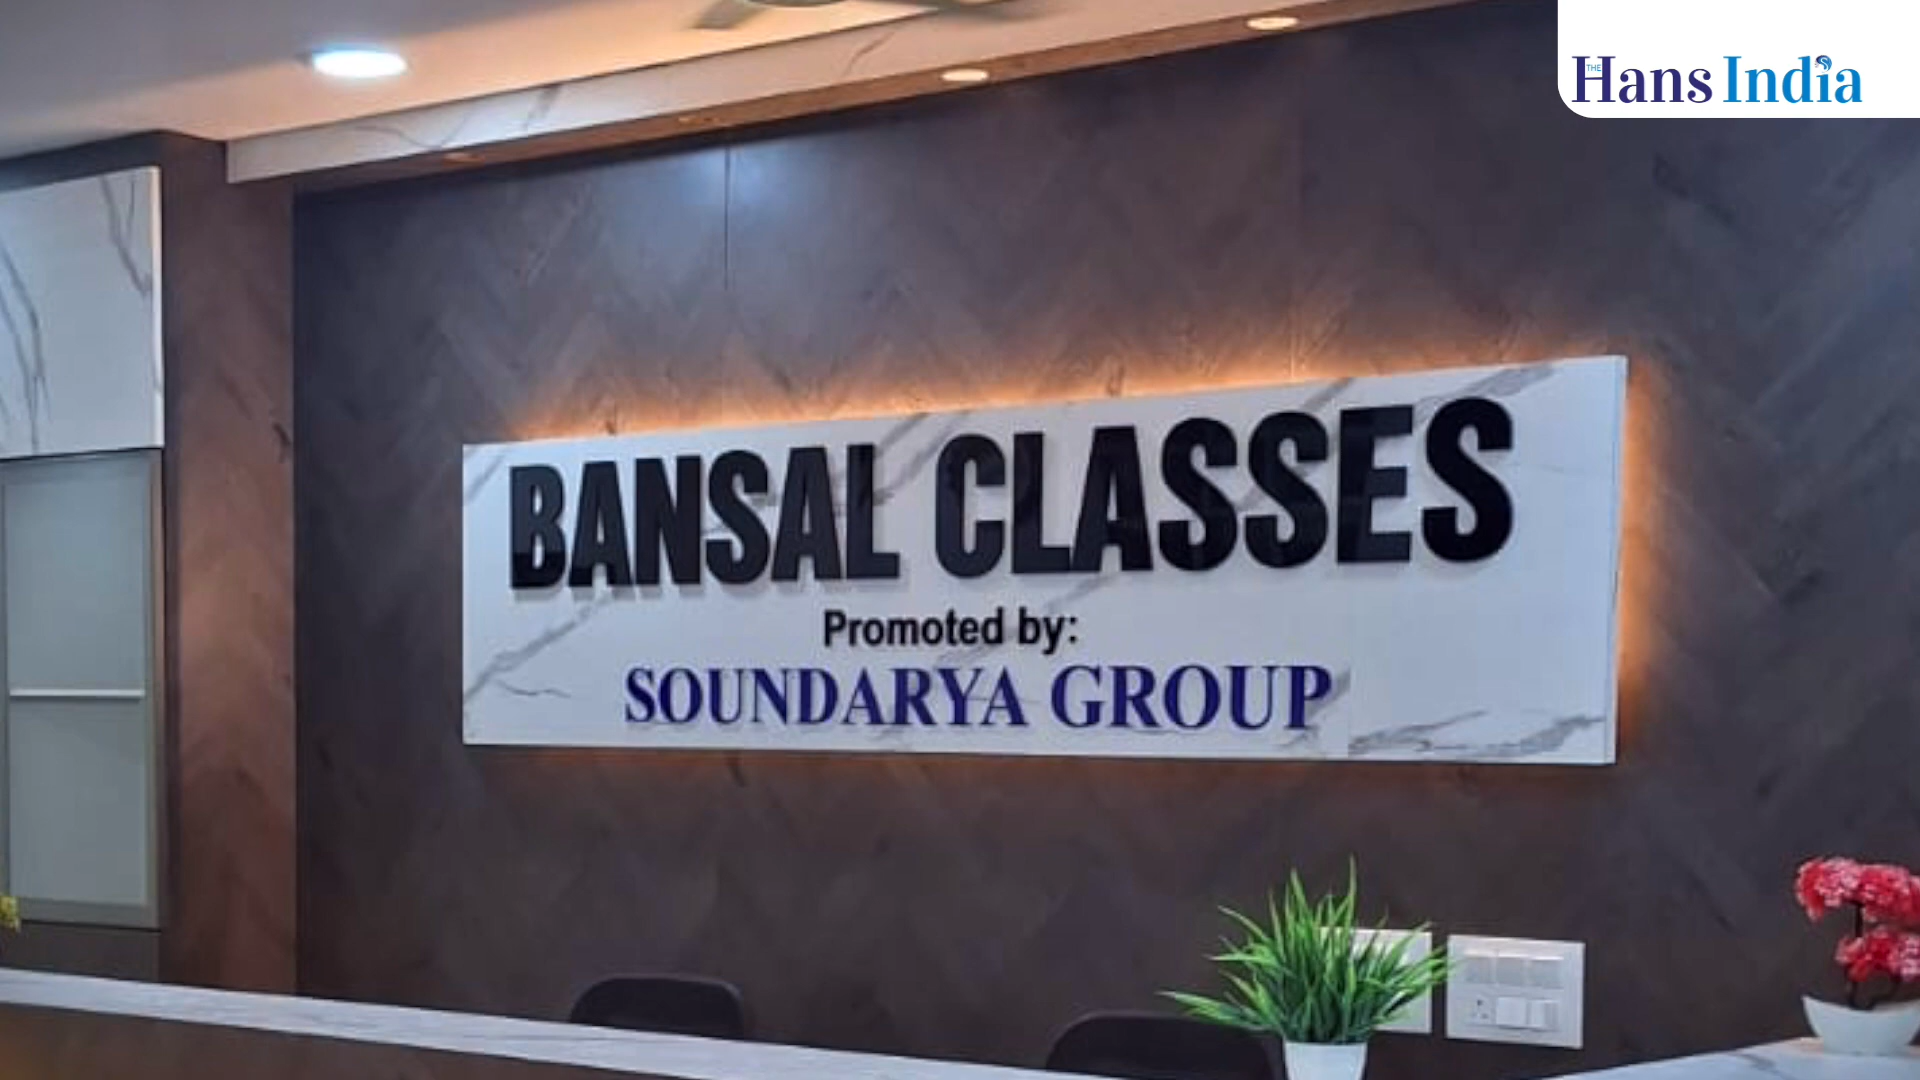 THE Hans India
BANSAL CLASSES
Promoted by:
SOUNDARYA GROUP